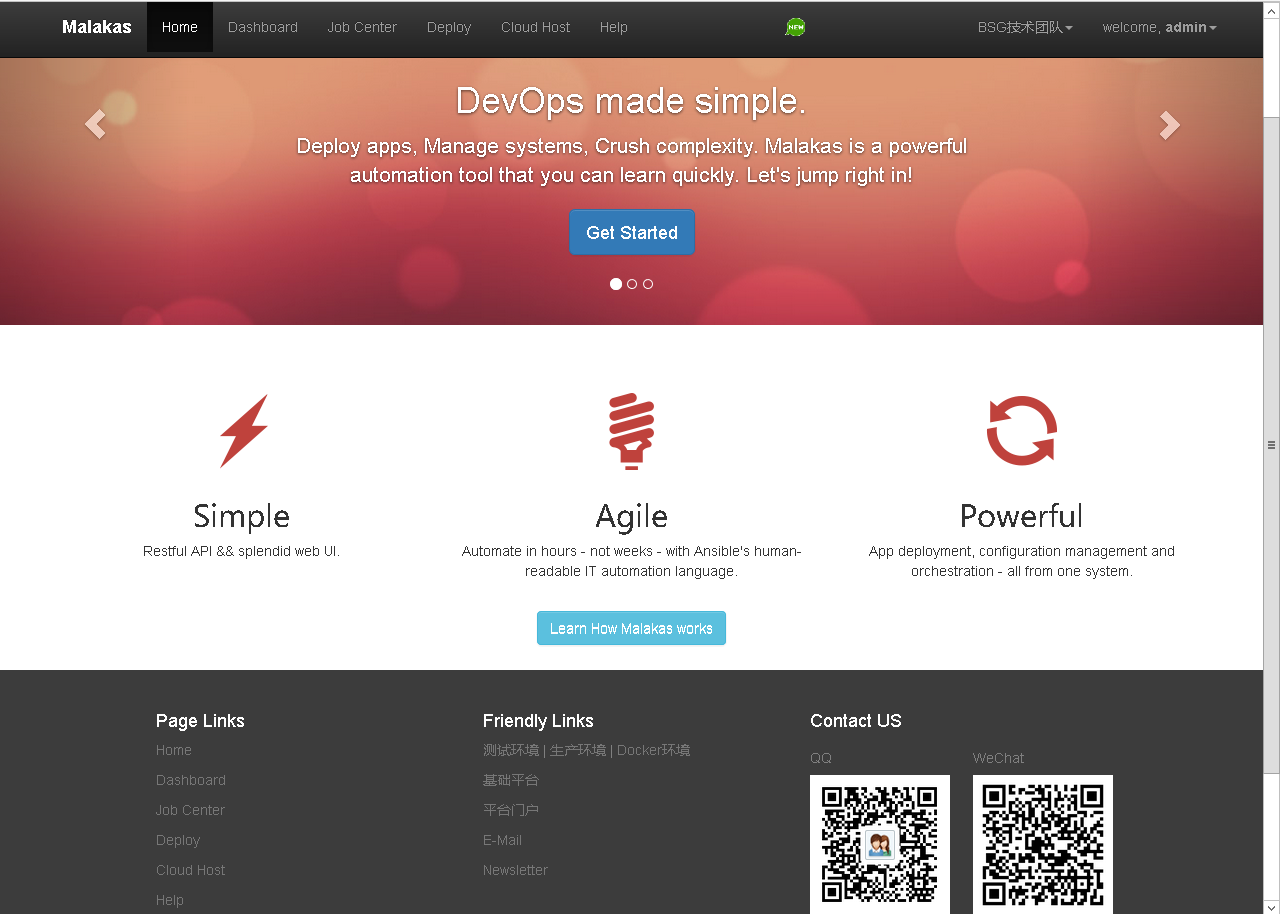 Malakas Home Dashboard Job Center Deploy Cloud Host Help NEW BSG技术团队 welcome, admin
DevOps made simple.
Deploy apps, Manage systems, Crush complexity. Malakas is a powerful
automation tool that you can learn quickly. Let's jump right in!
Get Started
Simple
Restful API && splendid web UI.
Agile
Automate in hours - not weeks - with Ansible's human-
readable IT automation language.
Powerful
App deployment, configuration management and
orchestration - all from one system.
Learn How Malakas works
Page Links
Home
Dashboard
Job Center
Deploy
Cloud Host
Help
Friendly Links
测试环境 | 生产环境 | Docker环境
基础平台
平台门户
E-Mail
Newsletter
Contact US
QQ
WeChat